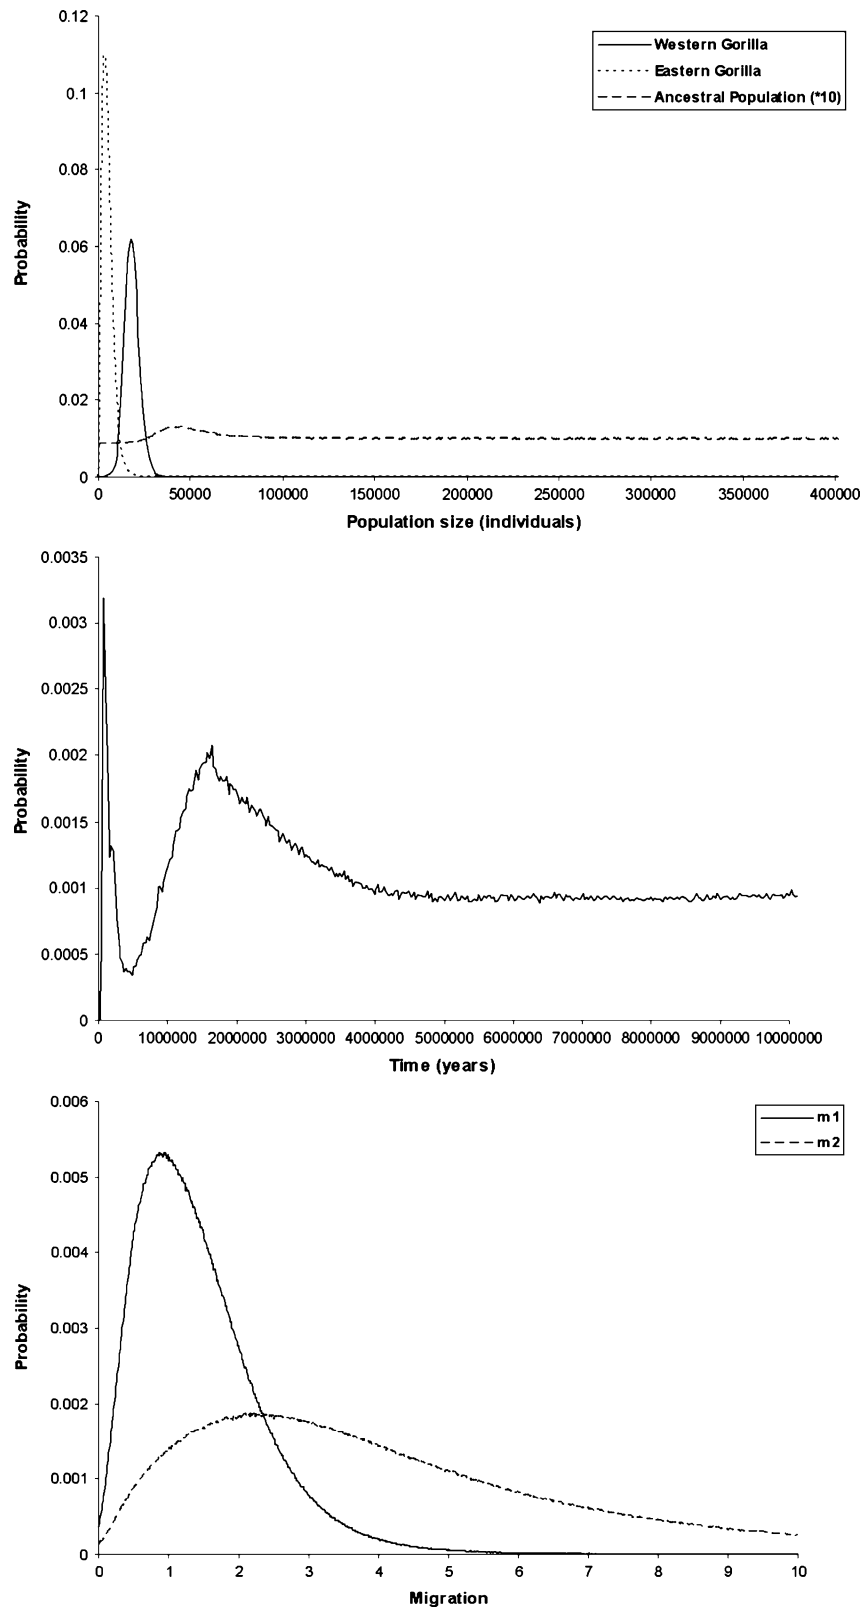 0.12
Western Gorilla
Eastern Gorilla
Ancestral Population (*10)
0.1
0.08
0.06
0.04
0.02
0
Probability
0 50000 100000 150000 200000 250000 300000 350000 400000
Population size (individuals)
0.0035
0.003
0.0025
0.002
0.0015
0.001
0.0005
0
Probability
0 1000000 2000000 3000000 4000000 5000000 6000000 7000000 8000000 9000000 10000000
Time (years)
0.006
m1
m2
0.005
0.004
0.003
0.002
0.001
0
Probability
0 1 2 3 4 5 6 7 8 9 10
Migration